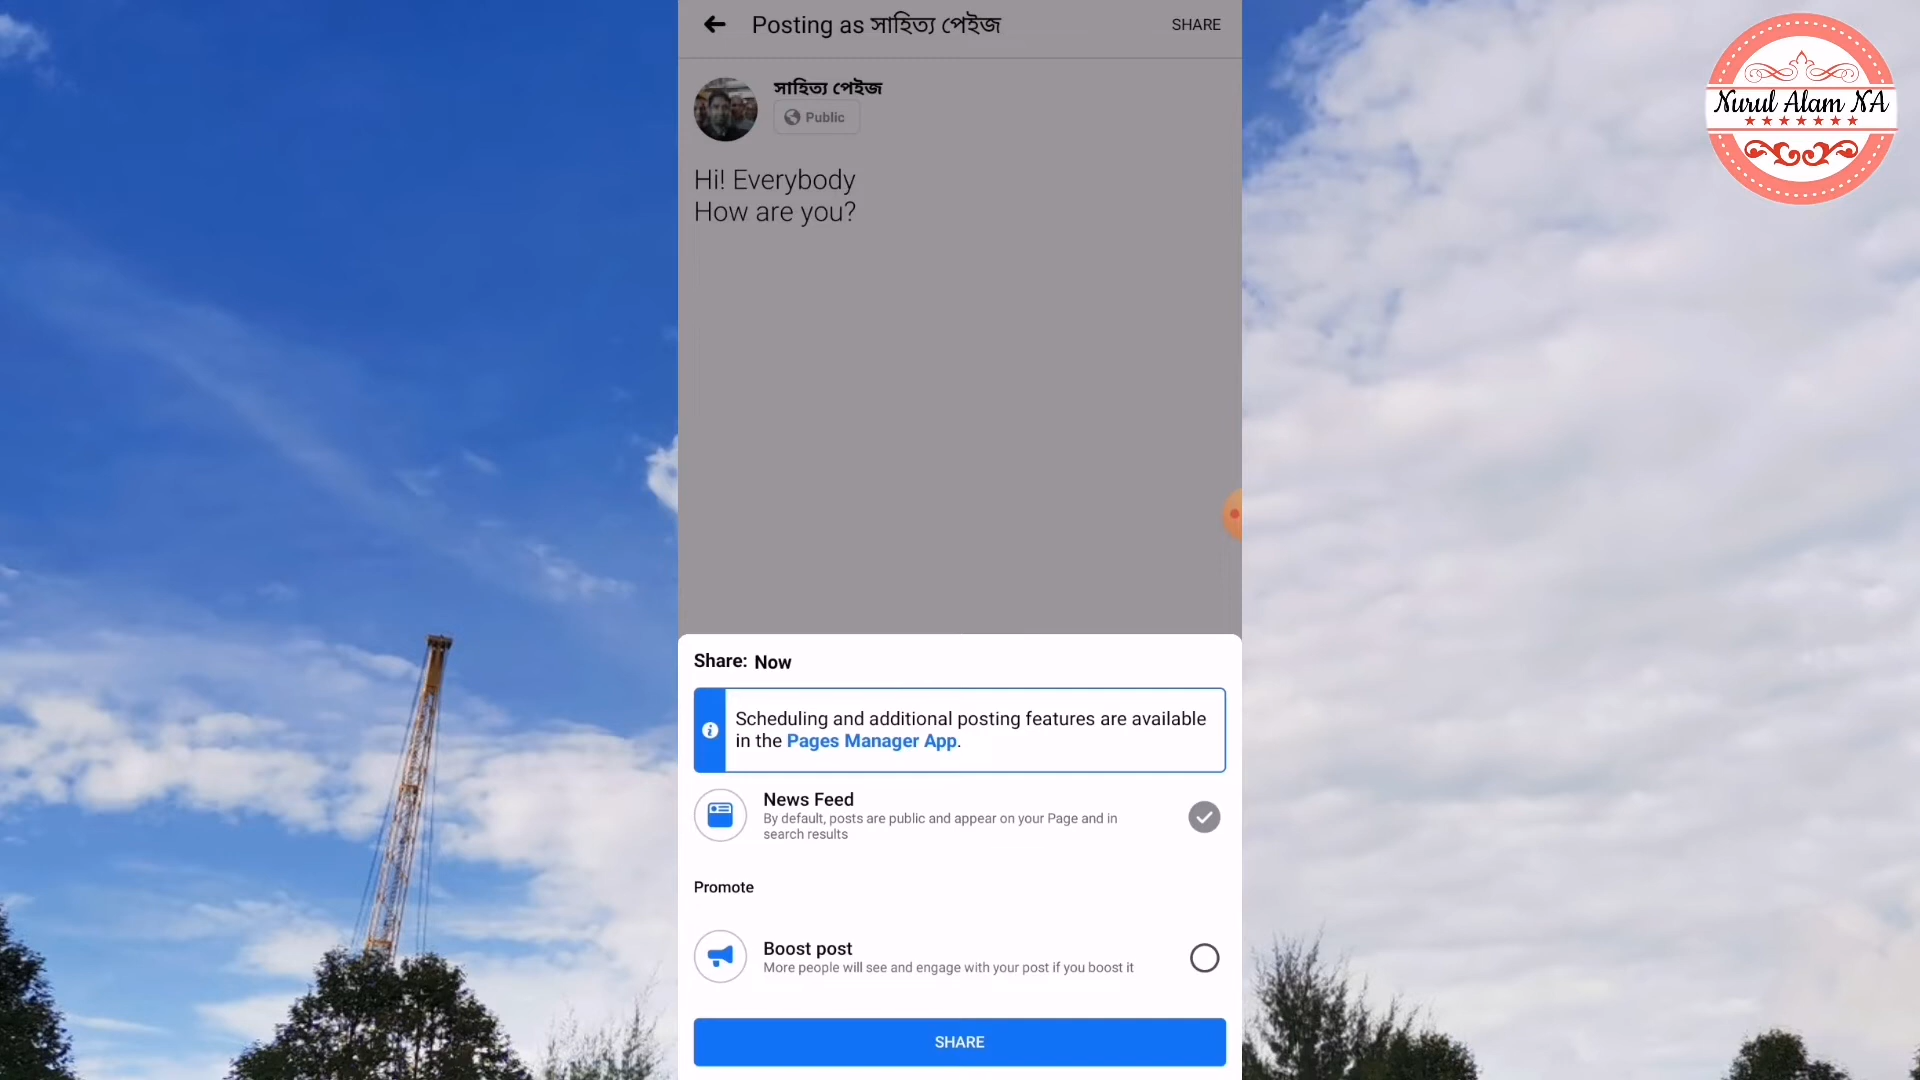 Posting as সাহিত্য পেইজ
SHARE
সাহিত্য পেইজ
Public
Hi! Everybody
How are you?
Share: Now
Scheduling and additional posting features are available
in the Pages Manager App.
News Feed
By default, posts are public and appear on your Page and in
search results
Promote
Boost post
More people will see and engage with your post if you boost it
SHARE
Nurul Alam NA